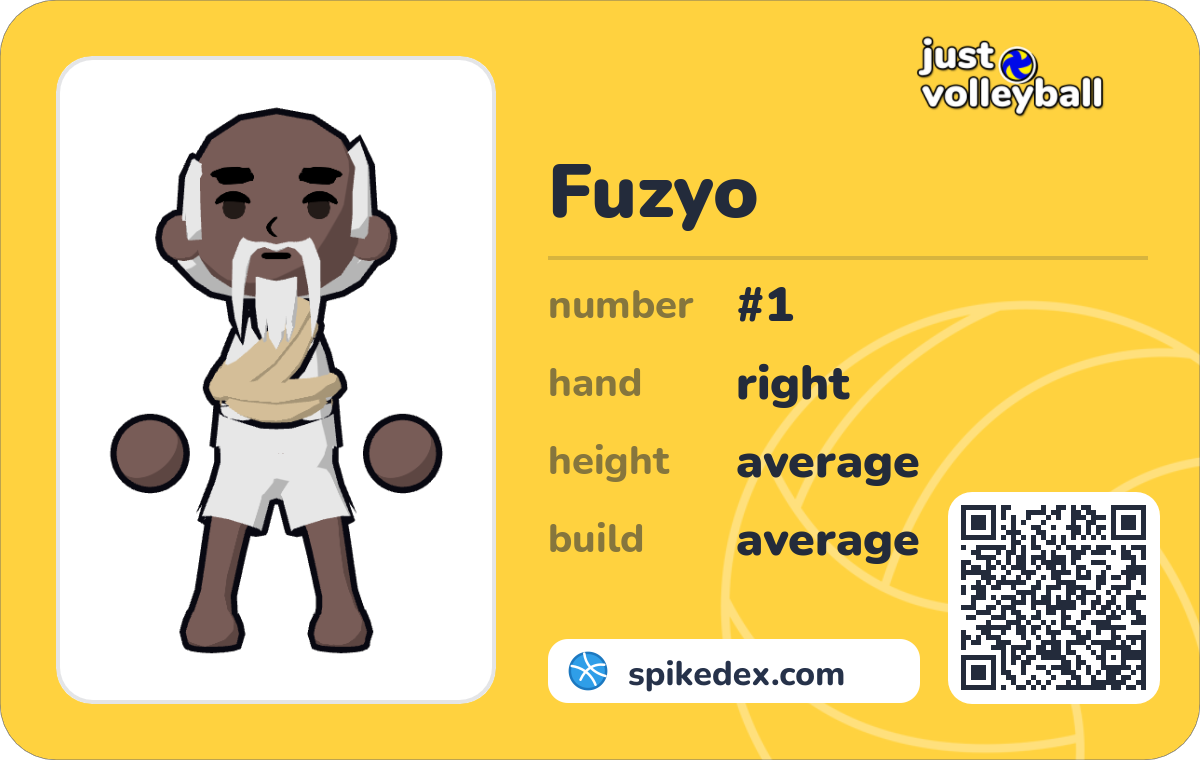 just
volleyball
Fuzyo
number #1
hand right
height average
build average
spikedex.com